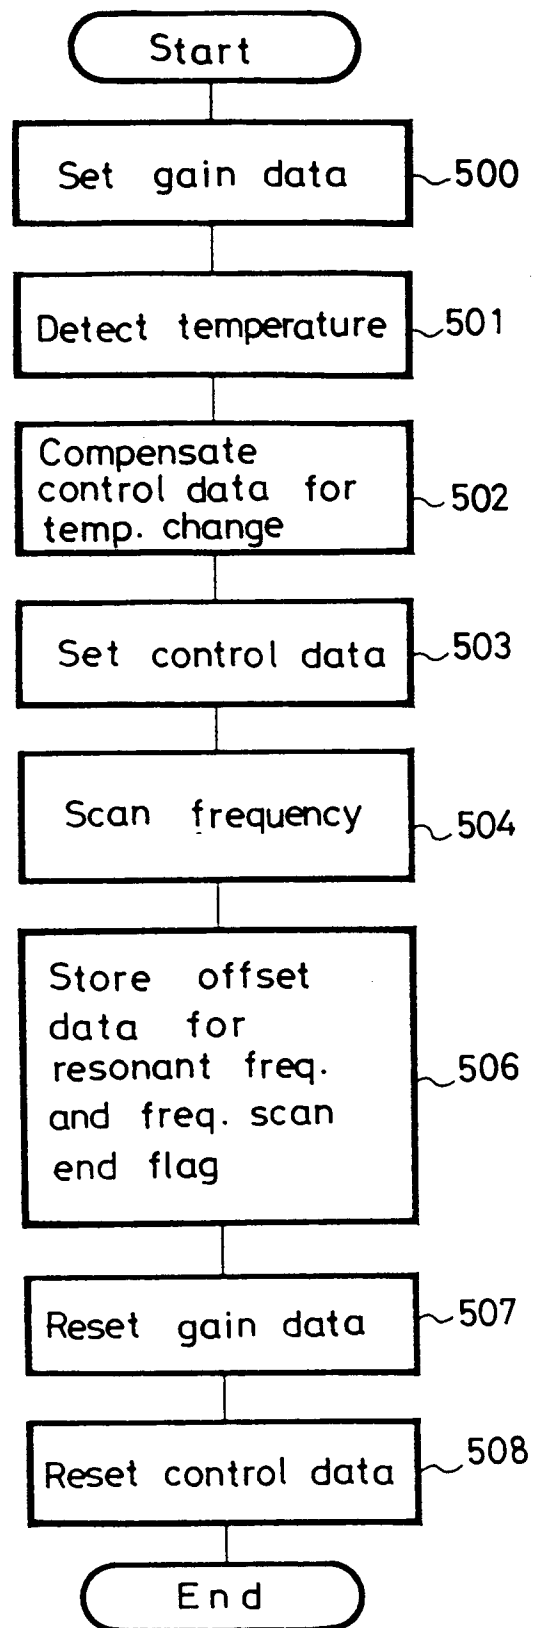 Start
Set gain data
500
Detect temperature
501
Compensate
control data for
temp. change
502
Set control data
503
Scan frequency
504
Store offset
data for
resonant freq.
and freq. scan
end flag
506
Reset gain data
507
Reset control data
508
End